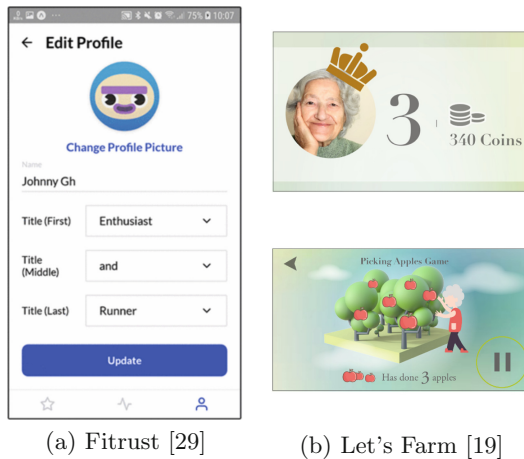 75% 10:07
Edit Profile
Change Profile Picture
Name
Johnny Gh
Title (First) Enthusiast
Title (Middle) and
Title (Last) Runner
Update
(a) Fitrust [29]
3 340 Coins
Picking Apples Game
Has done 3 apples
(b) Let's Farm [19]